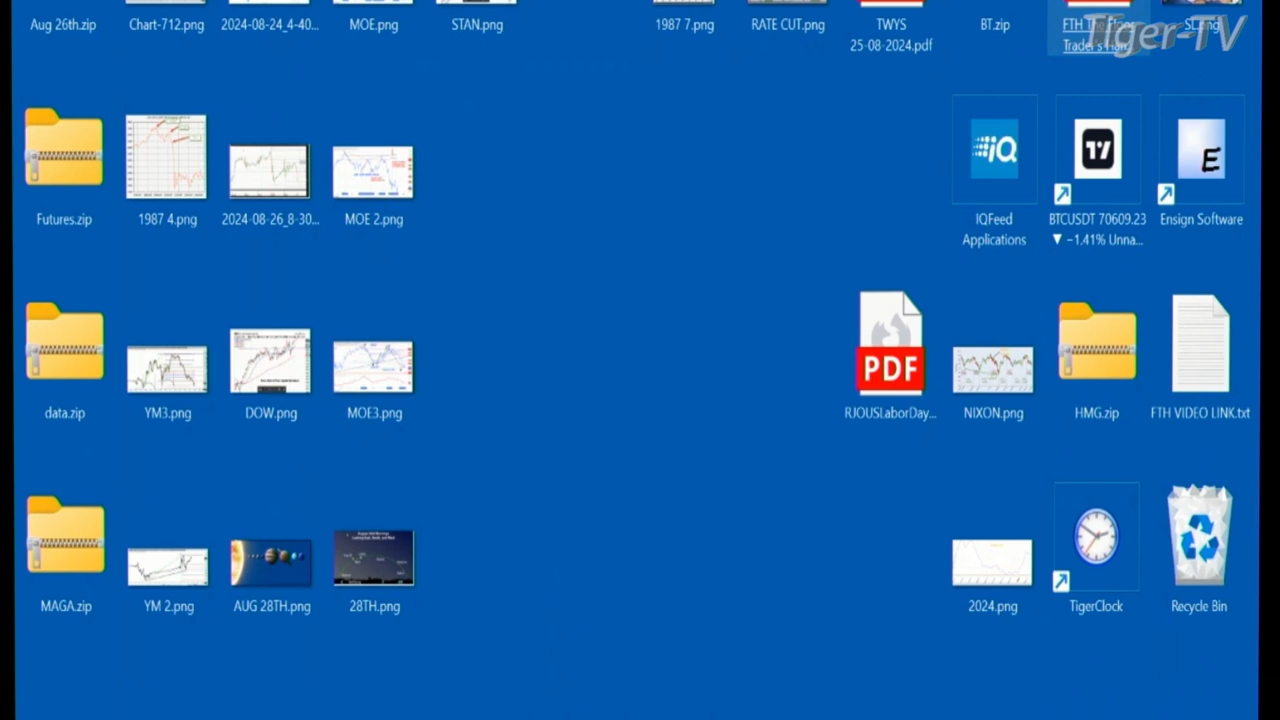 Aug 26th.zip
Chart-712.png
2024-08-24_4-40...
MOE.png
STAN.png
1987 7.png
RATE CUT.png
TWYS
25-08-2024.pdf
BT.zip
FTH
Trader's
Tiger-TV
Futures.zip
1987 4.png
2024-08-26_8-30...
MOE 2.png
iQ
IQFeed
Applications
BTCUSDT 70609.23
▼ −1.41% Unna...
E
Ensign Software
data.zip
YM3.png
DOW.png
MOE3.png
PDF
RJOUSLaborDay...
NIXON.png
HMG.zip
FTH VIDEO LINK.txt
MAGA.zip
YM 2.png
AUG 28TH.png
28TH.png
2024.png
TigerClock
Recycle Bin